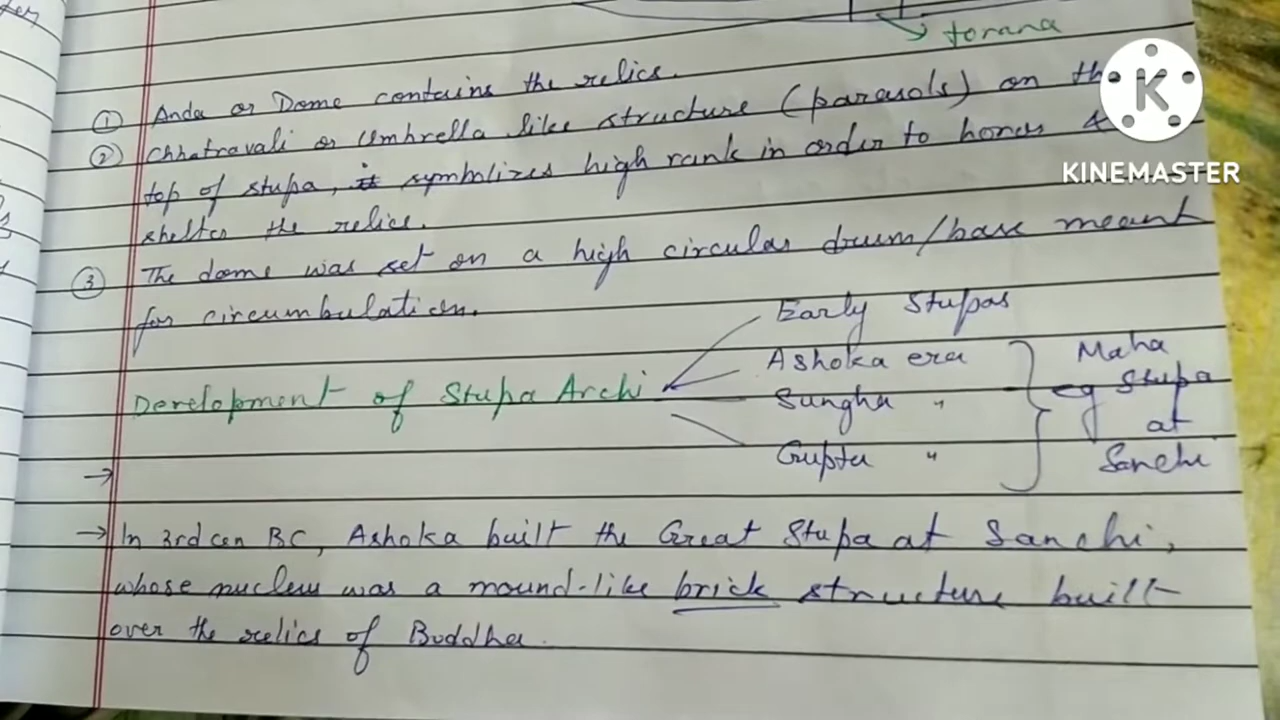 torana
① Anda or Dome contains the relics.
② Chhatravali or Umbrella like structure (parasols) on the
top of stupa, it symbolizes high rank in order to honor &
shelter the relics.
③ The dome was set on a high circular drum/base meant
for circumbulation.
Development of Stupa Archi
Early Stupas
Ashoka era
Sungha "
Gupta "
Maha
eg Stupa
at
Sanchi
→
→ In 3rd cen BC, Ashoka built the Great Stupa at Sanchi,
whose nucleus was a mound-like brick structure built
over the relics of Buddha.
K
KINEMASTER